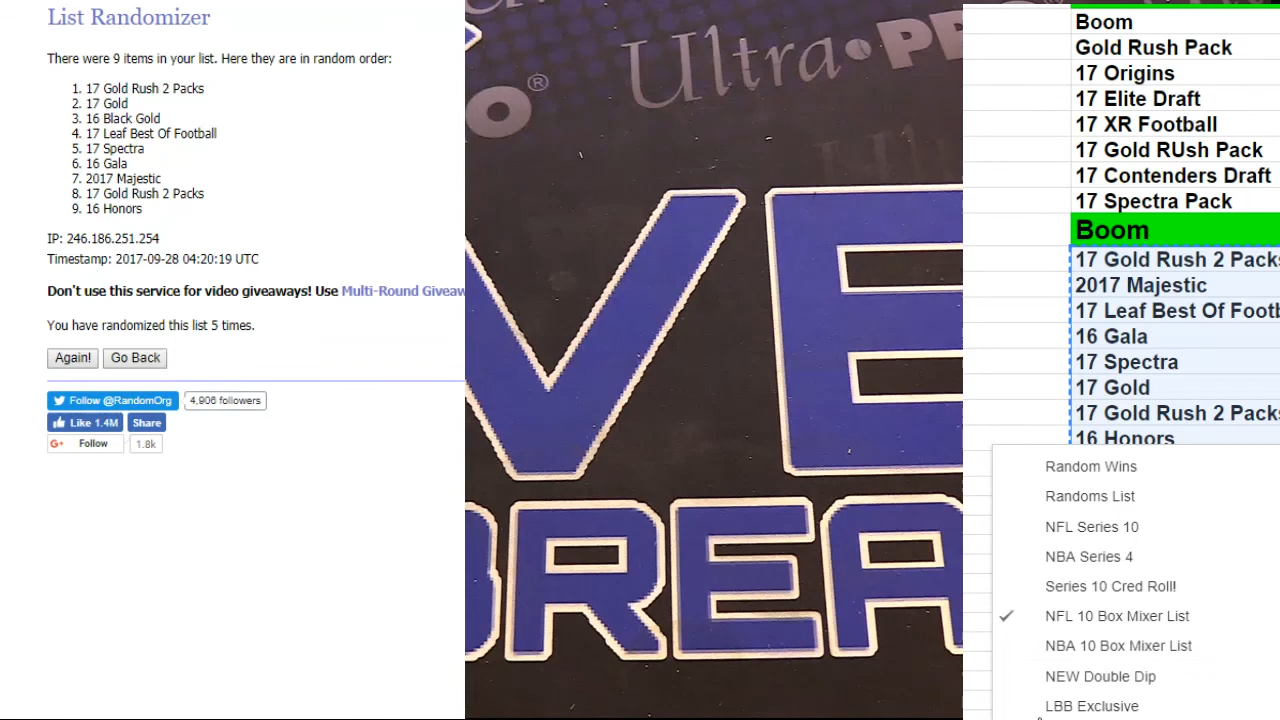 List Randomizer
There were 9 items in your list. Here they are in random order:
1. 17 Gold Rush 2 Packs
2. 17 Gold
3. 16 Black Gold
4. 17 Leaf Best Of Football
5. 17 Spectra
6. 16 Gala
7. 2017 Majestic
8. 17 Gold Rush 2 Packs
9. 16 Honors
IP: 246.186.251.254
Timestamp: 2017-09-28 04:20:19 UTC
Don't use this service for video giveaways! Use Multi-Round Giveaw
You have randomized this list 5 times.
Again! Go Back
Follow @RandomOrg 4,906 followers
Like 1.4M Share
G+ Follow 1.8k
Ultra•PR
O®
VE
BREA
Boom
Gold Rush Pack
17 Origins
17 Elite Draft
17 XR Football
17 Gold RUsh Pack
17 Contenders Draft
17 Spectra Pack
Boom
17 Gold Rush 2 Packs
2017 Majestic
17 Leaf Best Of Footb
16 Gala
17 Spectra
17 Gold
17 Gold Rush 2 Packs
16 Honors
Random Wins
Randoms List
NFL Series 10
NBA Series 4
Series 10 Cred Roll!
NFL 10 Box Mixer List
NBA 10 Box Mixer List
NEW Double Dip
LBB Exclusive